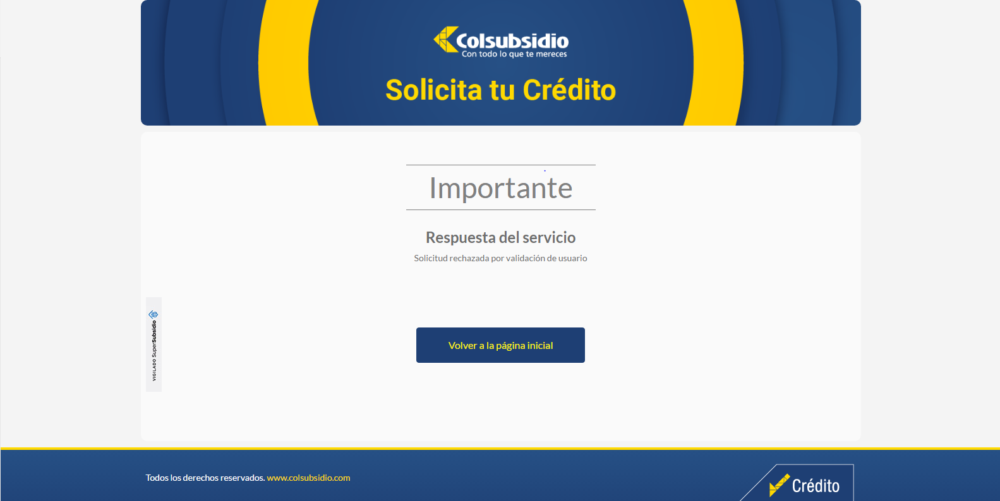 Colsubsidio
Con todo lo que te mereces
Solicita tu Crédito
Importante
Respuesta del servicio
Solicitud rechazada por validación de usuario
VIGILADO SuperSubsidio
Volver a la página inicial
Todos los derechos reservados. www.colsubsidio.com
Crédito